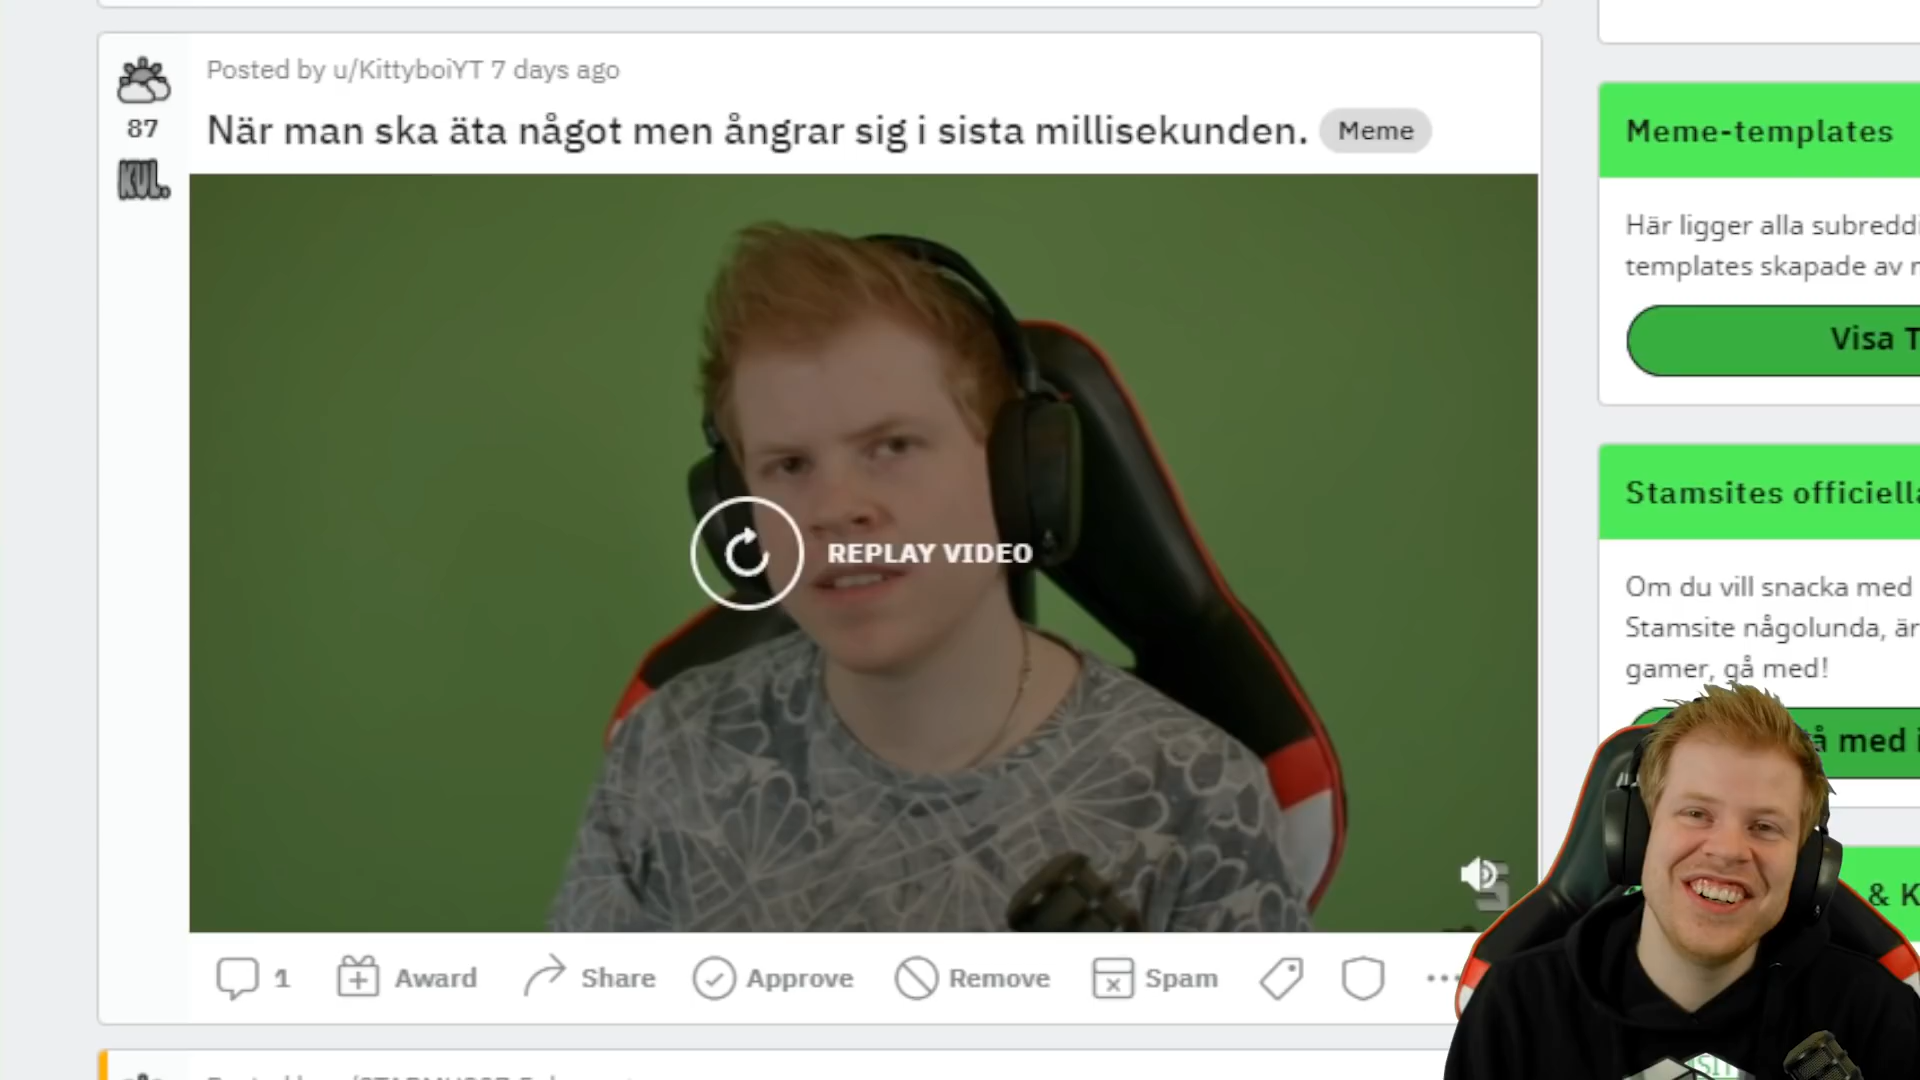 Posted by u/KittyboiYT 7 days ago
När man ska äta något men ångrar sig i sista millisekunden. Meme
87
KUL.
REPLAY VIDEO
1 Award Share Approve Remove Spam
Meme-templates
Här ligger alla subreddi
templates skapade av
Visa T
Stamsites officiell
Om du vill snacka med
Stamsite någolunda, är
gamer, gå med!
å med i
& K